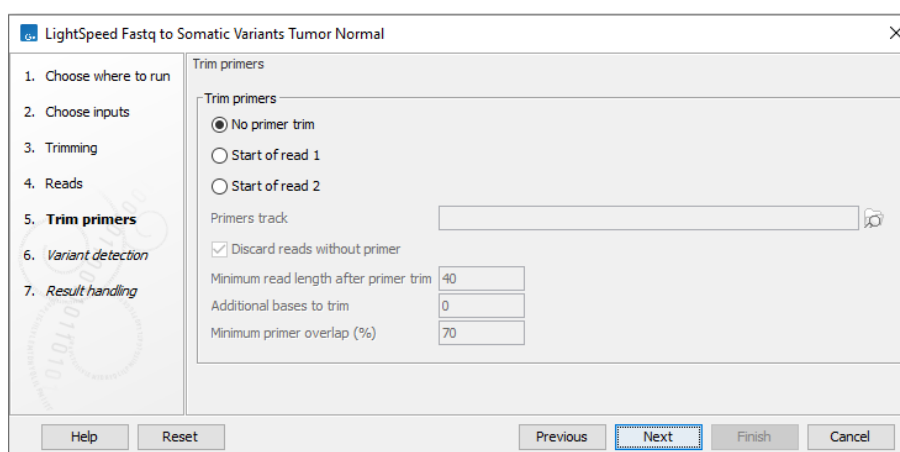 LightSpeed Fastq to Somatic Variants Tumor Normal
1. Choose where to run
2. Choose inputs
3. Trimming
4. Reads
5. Trim primers
6. Variant detection
7. Result handling
Trim primers
Trim primers
No primer trim
Start of read 1
Start of read 2
Primers track
Discard reads without primer
Minimum read length after primer trim 40
Additional bases to trim 0
Minimum primer overlap (%) 70
Help Reset Previous Next Finish Cancel